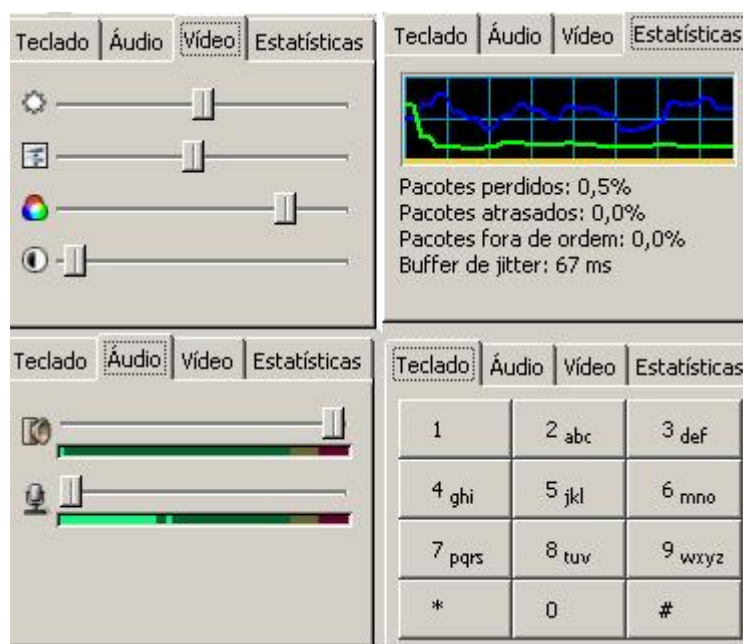 Teclado Áudio Vídeo Estatísticas
Teclado Áudio Vídeo Estatísticas
Pacotes perdidos: 0,5%
Pacotes atrasados: 0,0%
Pacotes fora de ordem: 0,0%
Buffer de jitter: 67 ms
Teclado Áudio Vídeo Estatísticas
Teclado Áudio Vídeo Estatísticas
1 2 abc 3 def
4 ghi 5 jkl 6 mno
7 pqrs 8 tuv 9 wxyz
* 0 #